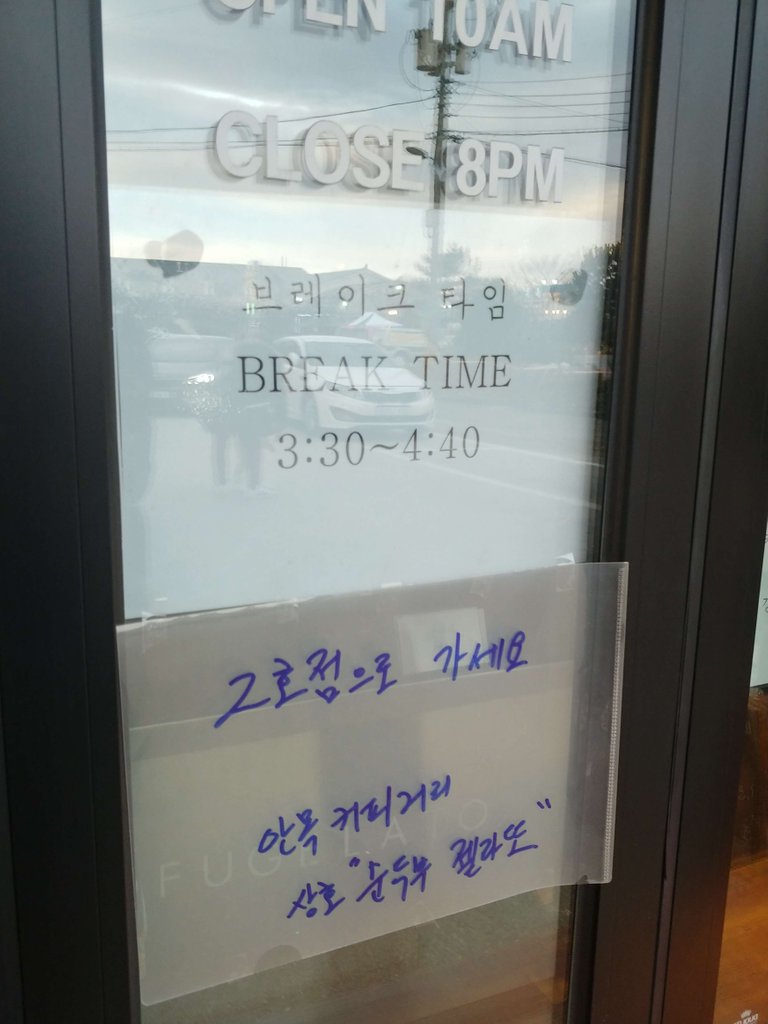 OPEN 10AM
CLOSE 8PM
브레이크 타임
BREAK TIME
3:30~4:40
2호점으로 가세요
안목 커피거리
FUGELATO
상호 "순두부 젤라또"